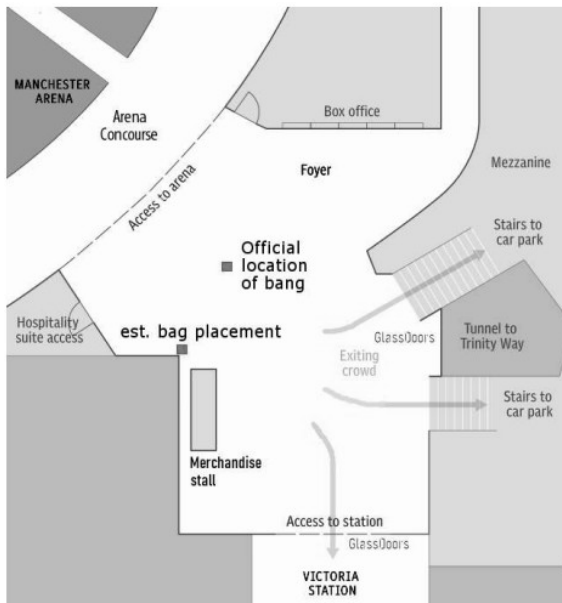 MANCHESTER
ARENA
Arena
Concourse
Access to arena
Box office
Foyer
Mezzanine
Stairs to
car park
Official
location
of bang
Hospitality
suite access
est. bag placement
GlassDoors
Tunnel to
Trinity Way
Exiting
crowd
Stairs to
car park
Merchandise
stall
Access to station
GlassDoors
VICTORIA
STATION